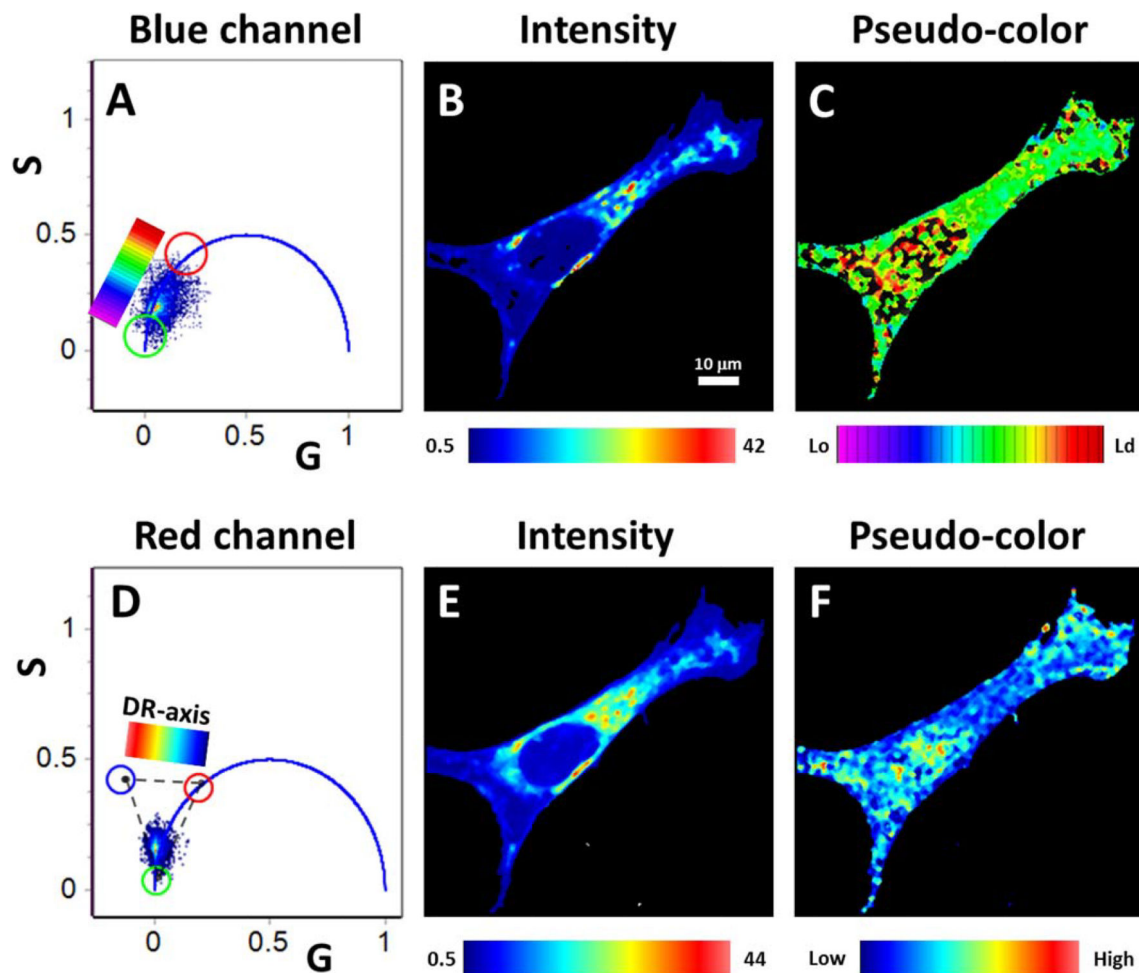 Blue channel
Intensity
Pseudo-color
A
B
C
S
1
0.5
0
0
0.5
1
G
10 μm
0.5
42
Lo
Ld
Red channel
Intensity
Pseudo-color
D
E
F
S
1
DR-axis
0.5
0
0
0.5
1
G
0.5
44
Low
High